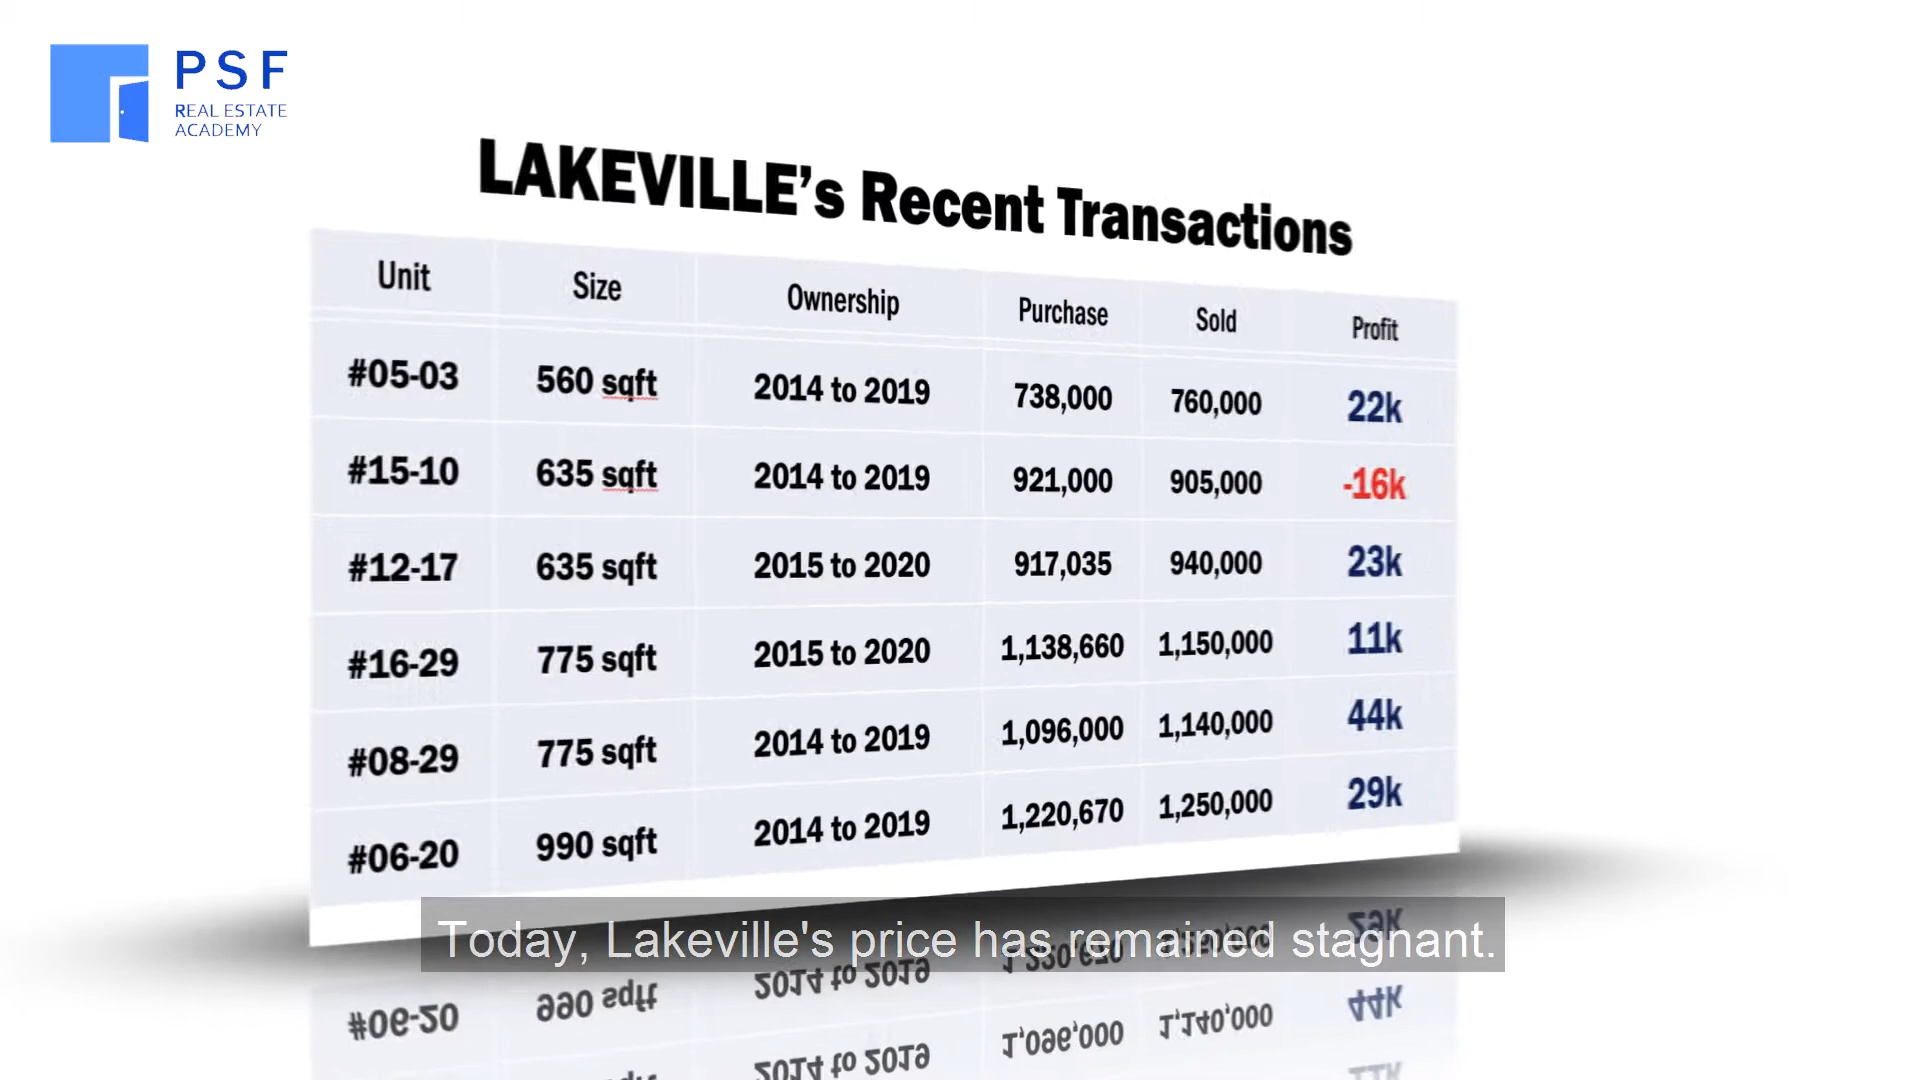 PSF
REAL ESTATE
ACADEMY
LAKEVILLE's Recent Transactions
Unit Size Ownership Purchase Sold Profit
#05-03 560 sqft 2014 to 2019 738,000 760,000 22k
#15-10 635 sqft 2014 to 2019 921,000 905,000 -16k
#12-17 635 sqft 2015 to 2020 917,035 940,000 23k
#16-29 775 sqft 2015 to 2020 1,138,660 1,150,000 11k
#08-29 775 sqft 2014 to 2019 1,096,000 1,140,000 44k
#06-20 990 sqft 2014 to 2019 1,220,670 1,250,000 29k
Today, Lakeville's price has remained stagnant.